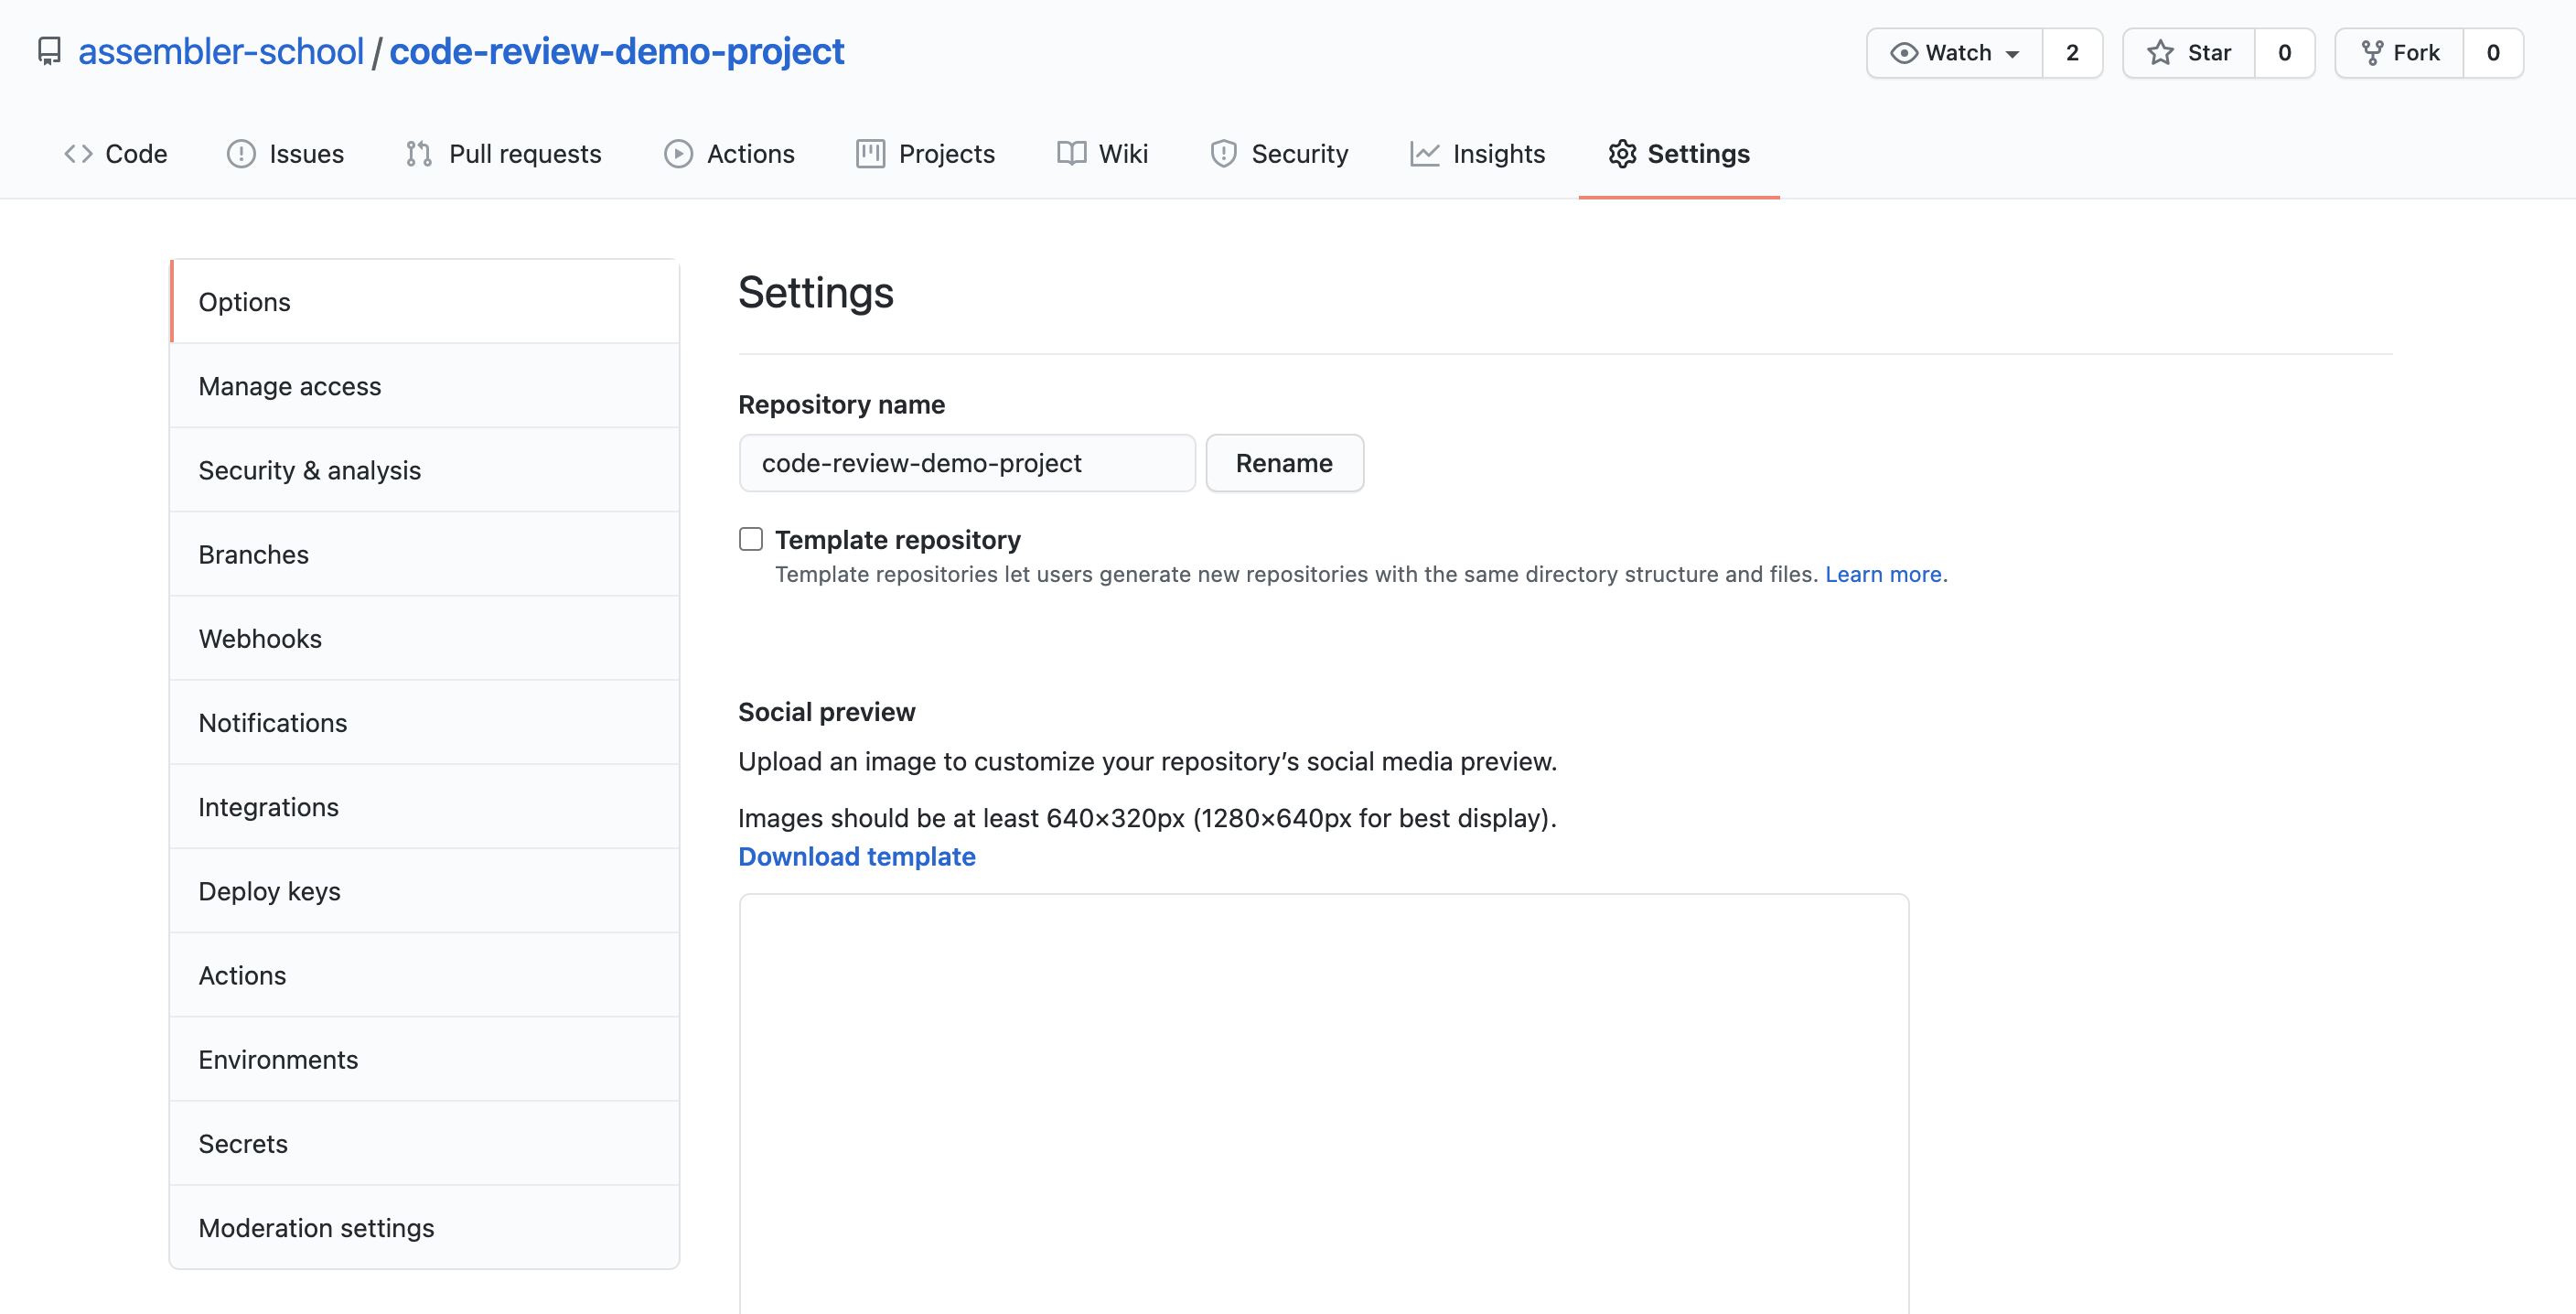 assembler-school / code-review-demo-project
Watch 2 Star 0 Fork 0
Code Issues Pull requests Actions Projects Wiki Security Insights Settings
Options
Manage access
Security & analysis
Branches
Webhooks
Notifications
Integrations
Deploy keys
Actions
Environments
Secrets
Moderation settings
Settings
Repository name
code-review-demo-project Rename
Template repository
Template repositories let users generate new repositories with the same directory structure and files. Learn more.
Social preview
Upload an image to customize your repository’s social media preview.
Images should be at least 640×320px (1280×640px for best display).
Download template